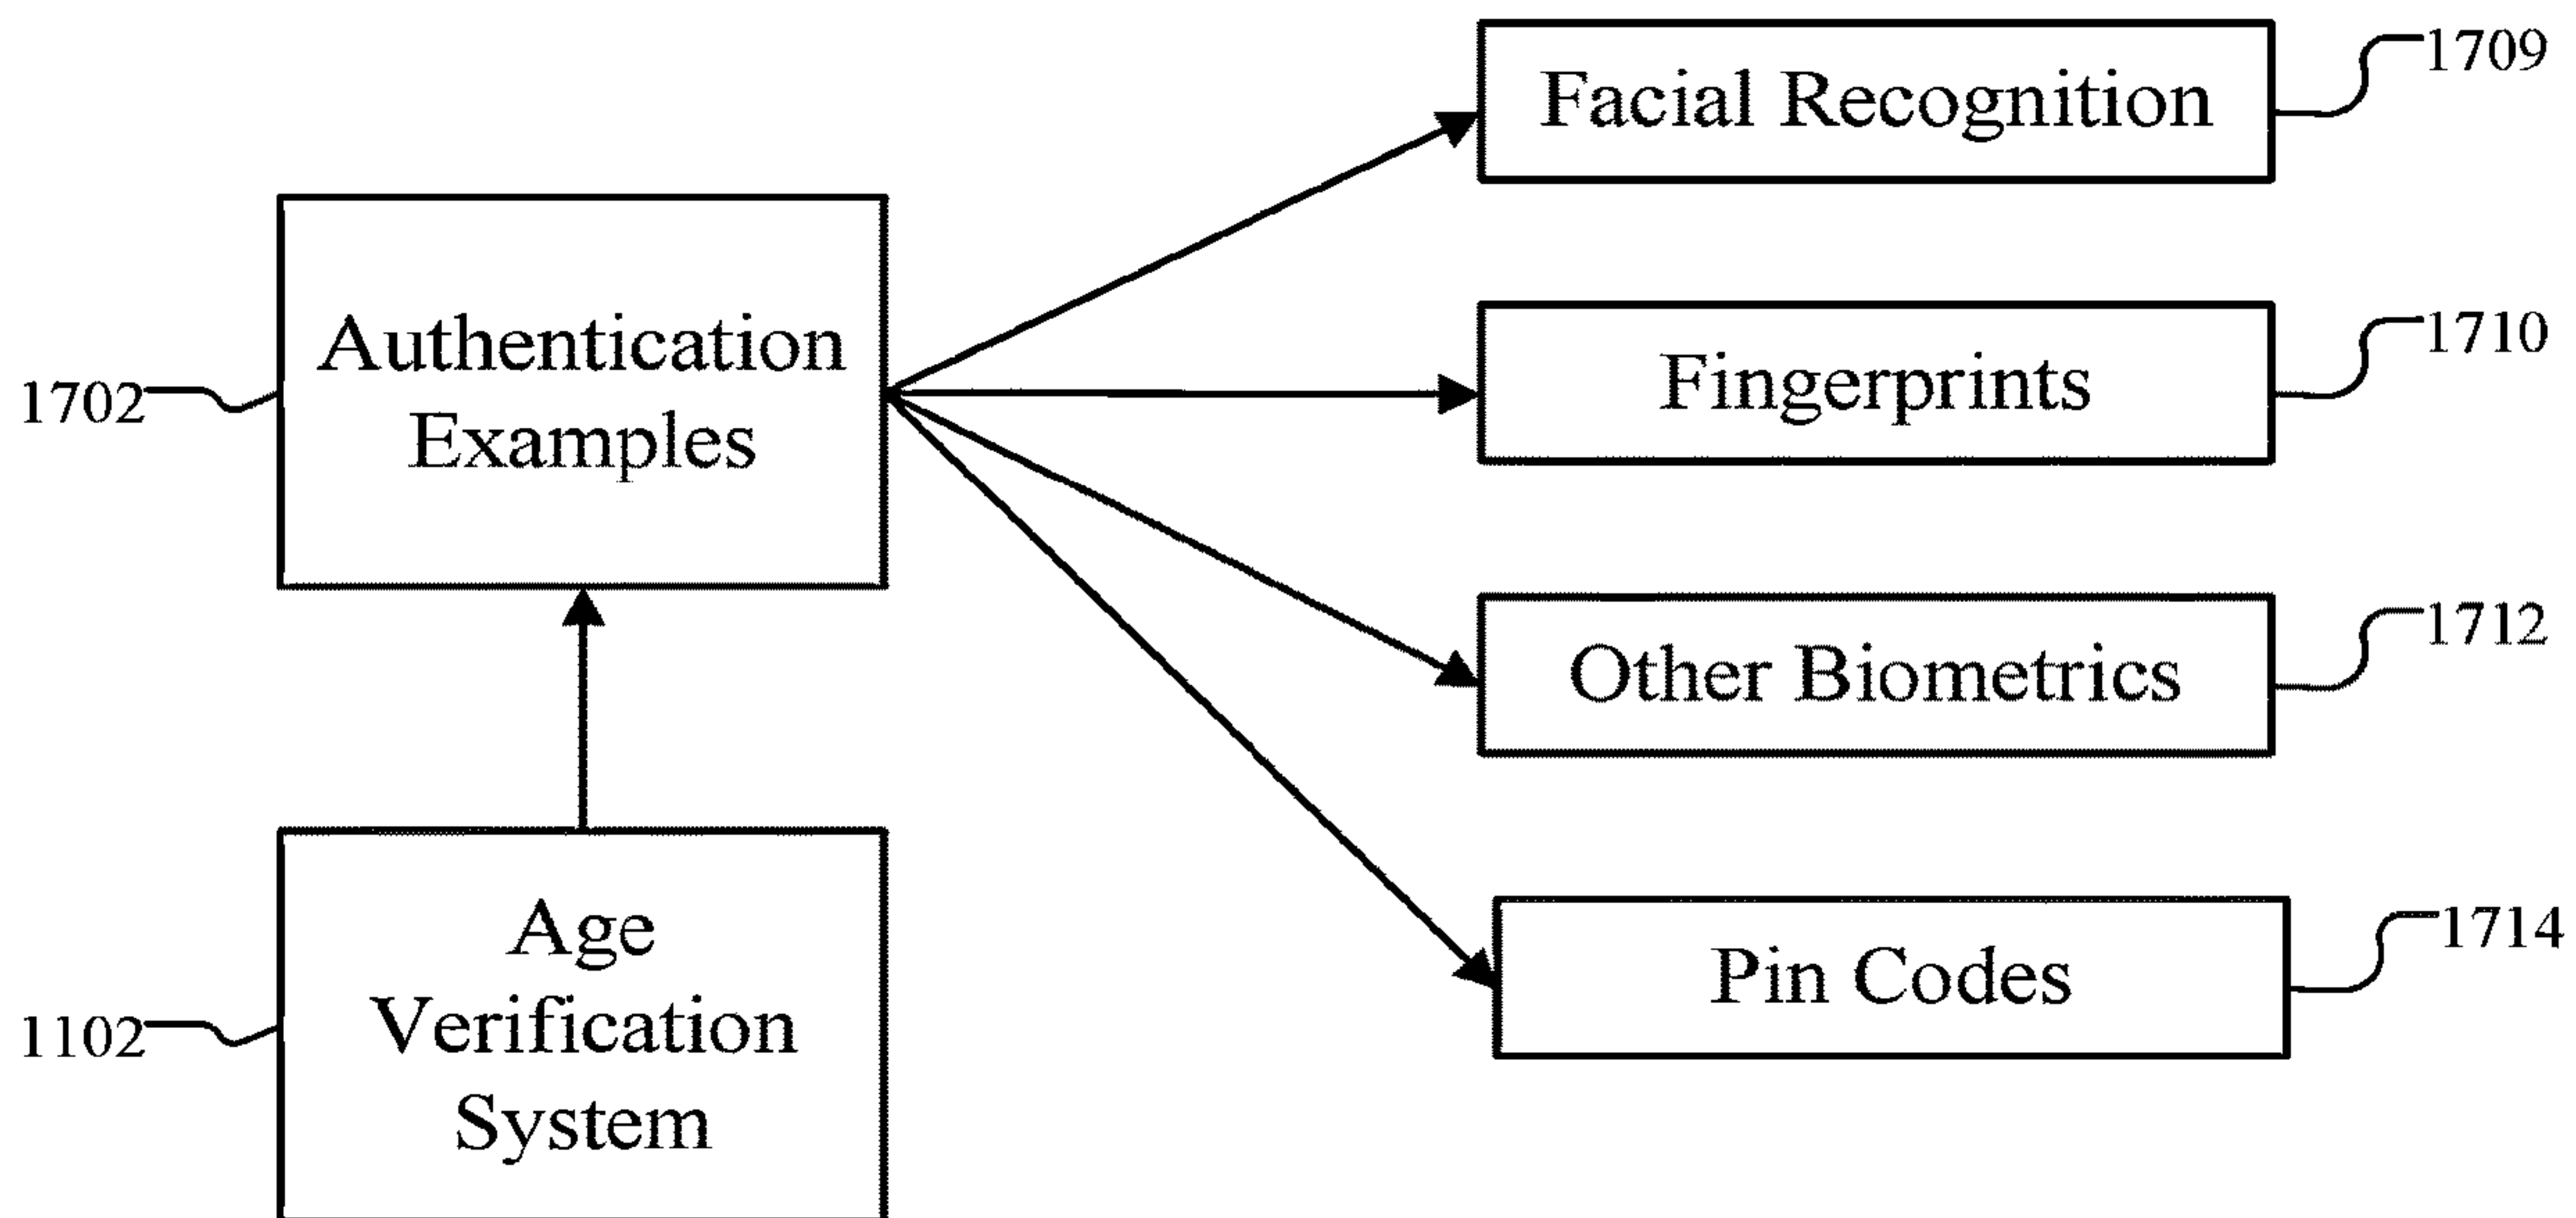 Facial Recognition
1709
Authentication
Examples
1702
Fingerprints
1710
Other Biometrics
1712
Age
Verification
System
1102
Pin Codes
1714